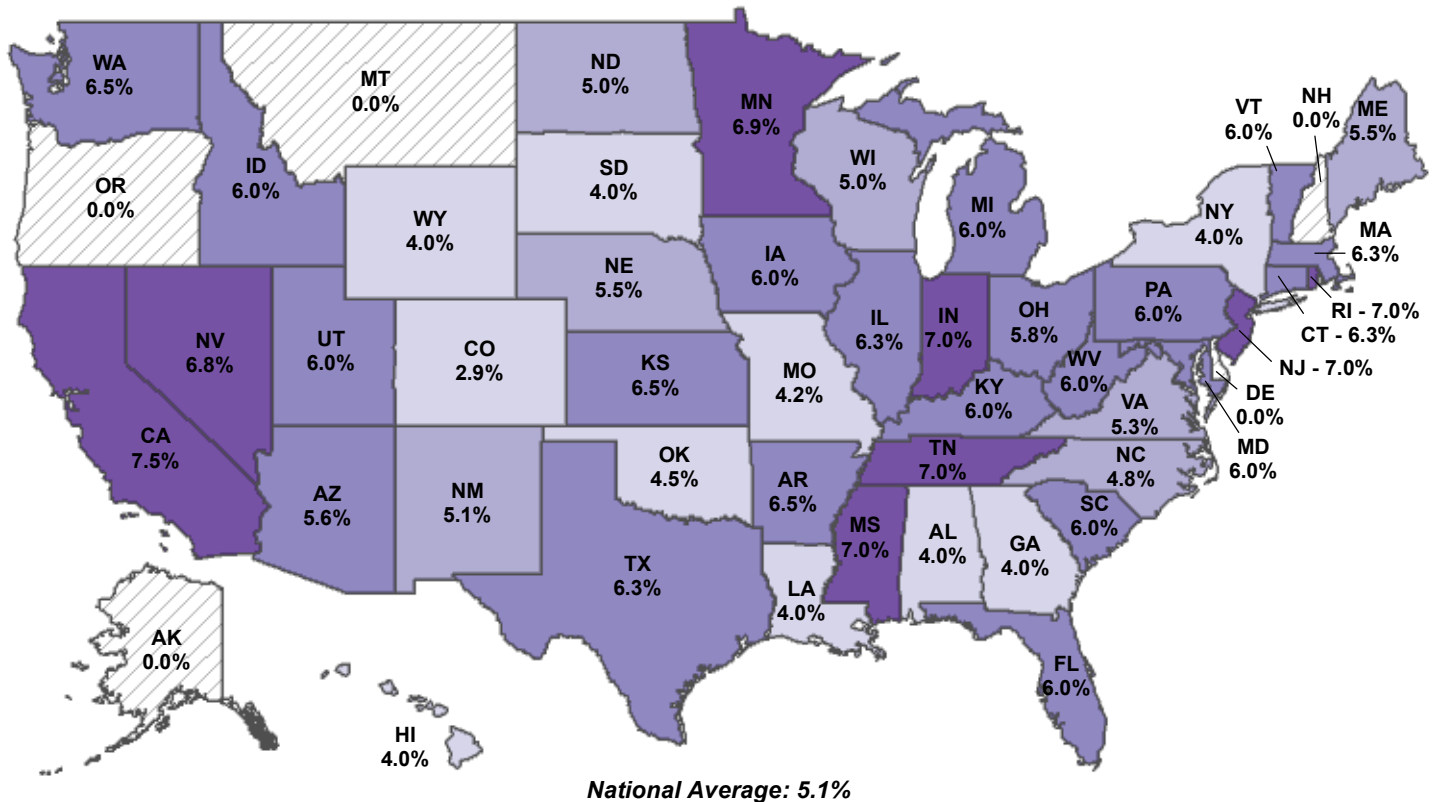 WA
6.5%
MT
0.0%
ND
5.0%
MN
6.9%
VT
6.0%
NH
0.0%
ME
5.5%
OR
0.0%
ID
6.0%
SD
4.0%
WI
5.0%
MI
6.0%
NY
4.0%
MA
6.3%
WY
4.0%
NE
5.5%
IA
6.0%
IL
6.3%
IN
7.0%
OH
5.8%
PA
6.0%
RI - 7.0%
CT - 6.3%
NJ - 7.0%
NV
6.8%
UT
6.0%
CO
2.9%
KS
6.5%
MO
4.2%
KY
6.0%
WV
6.0%
VA
5.3%
DE
0.0%
MD
6.0%
CA
7.5%
AZ
5.6%
NM
5.1%
OK
4.5%
AR
6.5%
TN
7.0%
NC
4.8%
SC
6.0%
MS
7.0%
AL
4.0%
GA
4.0%
TX
6.3%
LA
4.0%
FL
6.0%
AK
0.0%
HI
4.0%
National Average: 5.1%